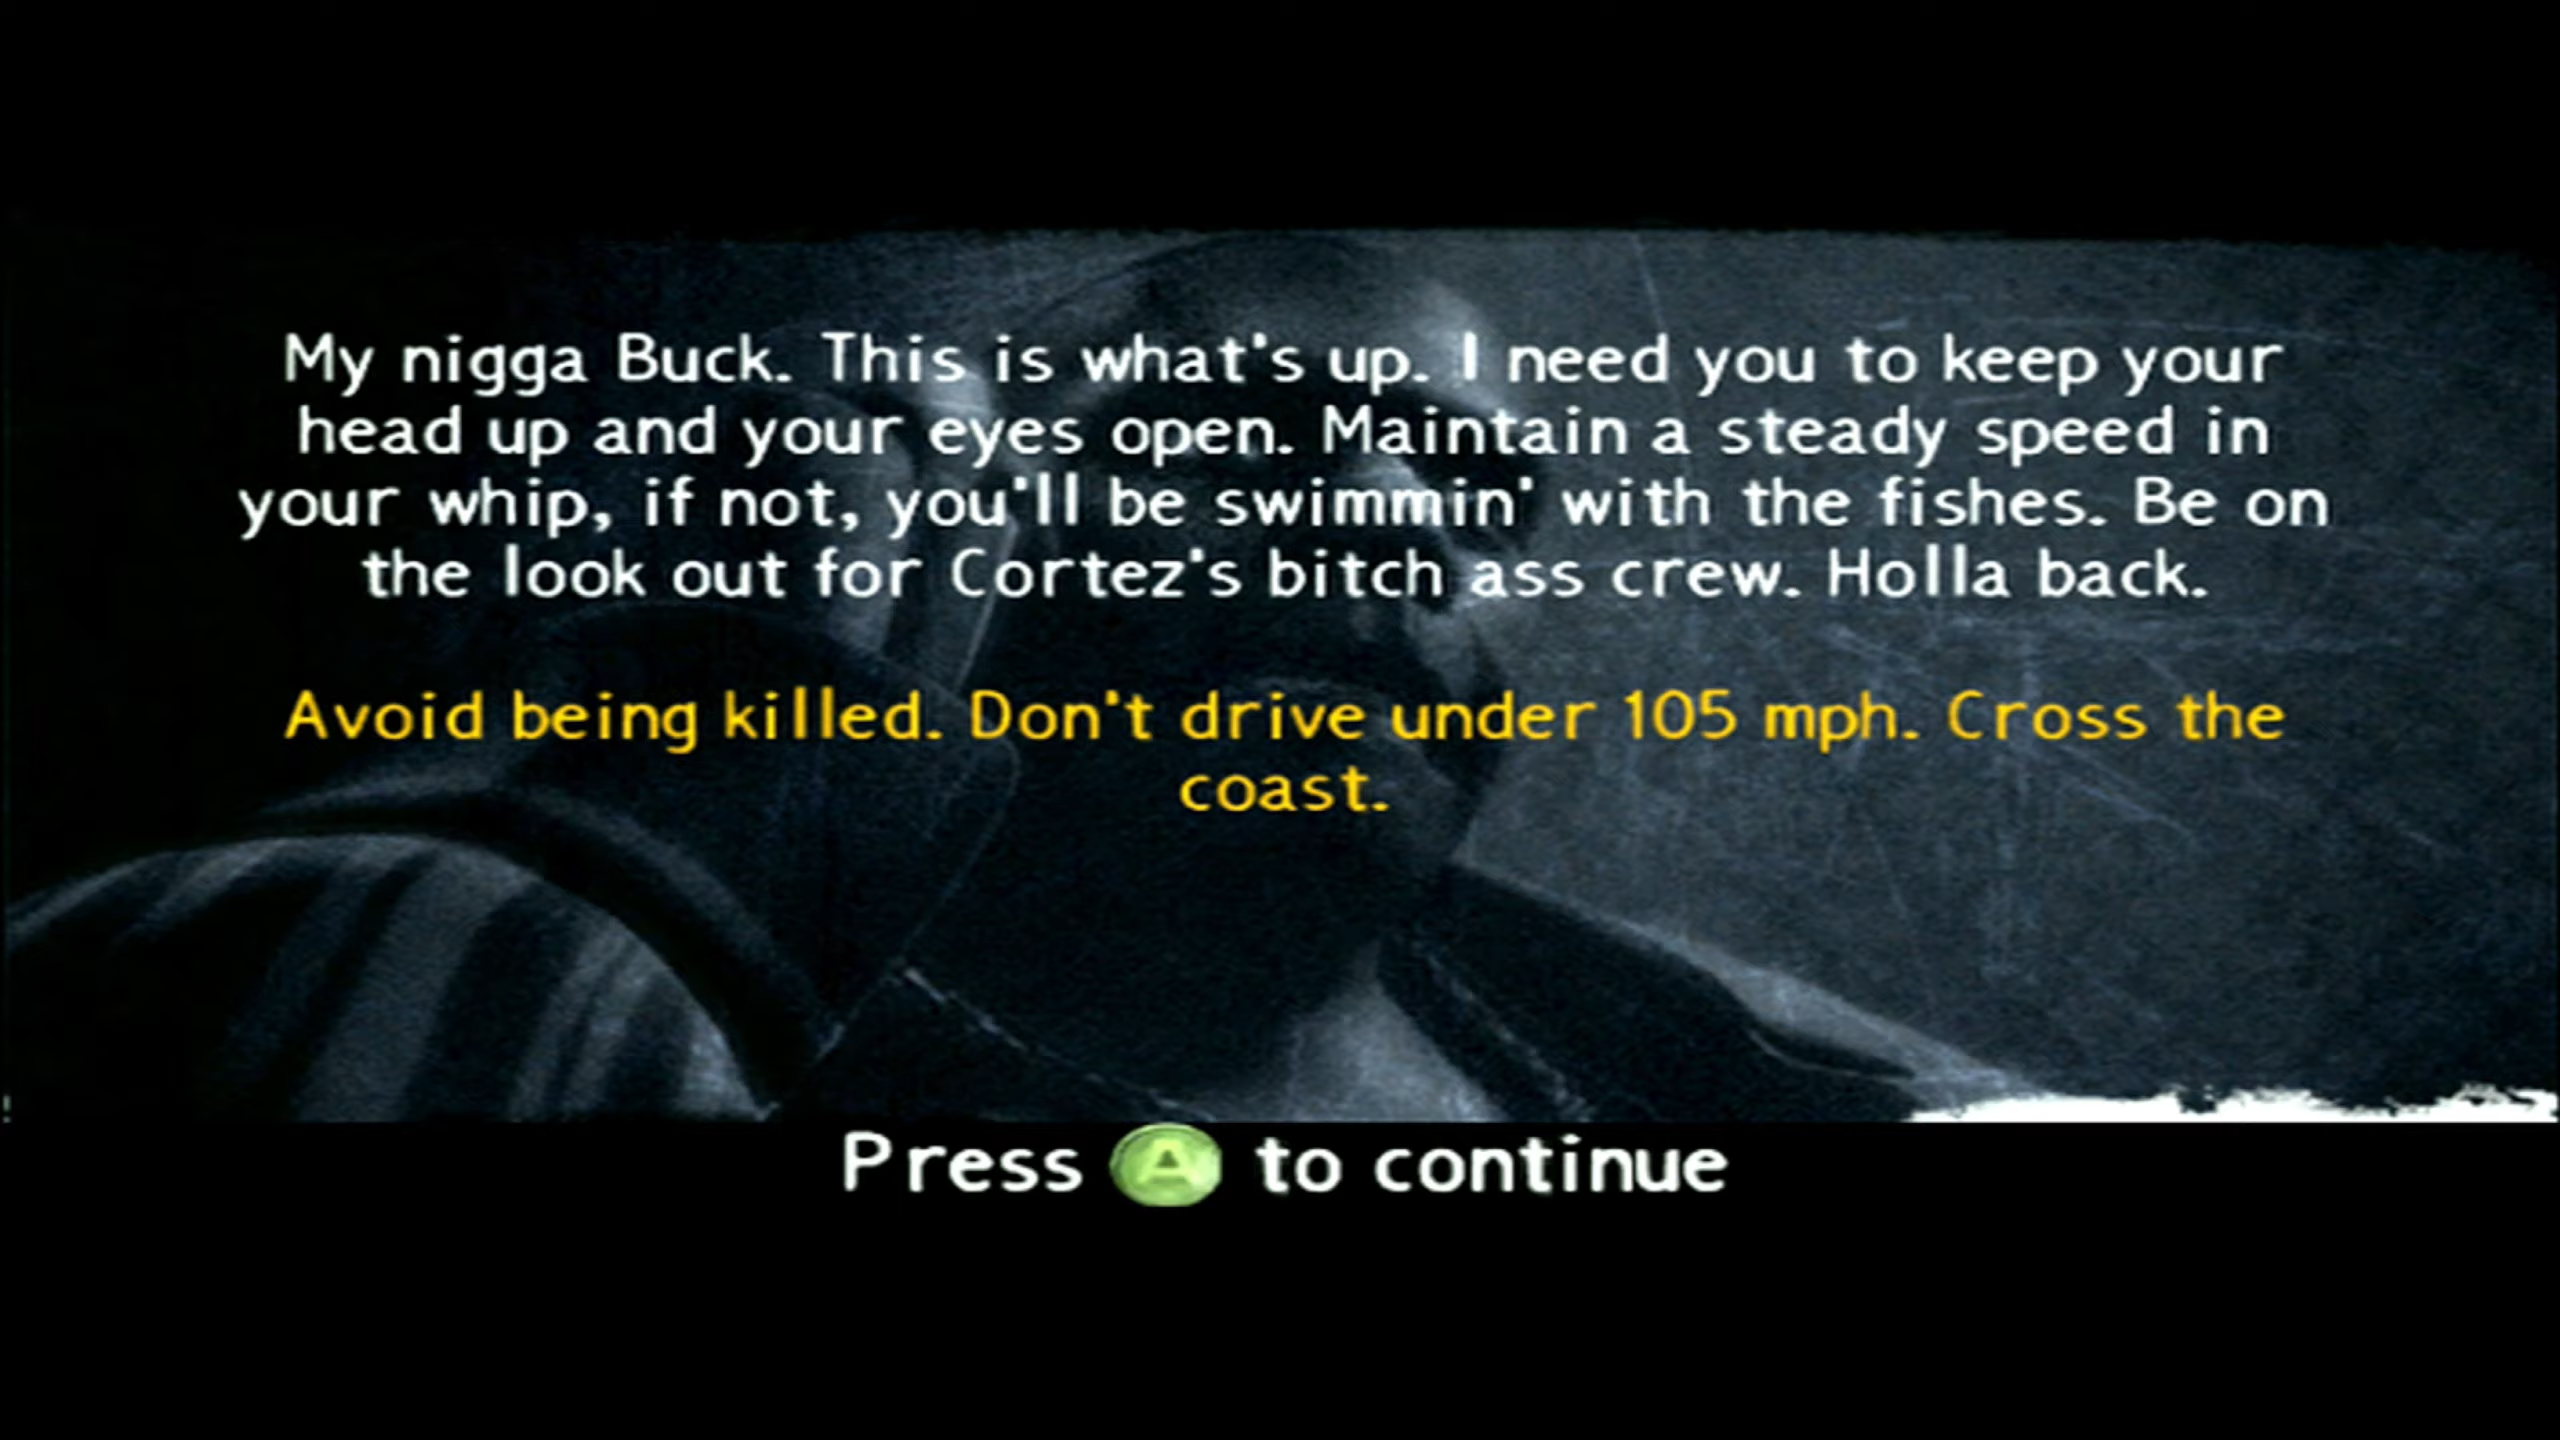 My nigga Buck. This is what's up. I need you to keep your
head up and your eyes open. Maintain a steady speed in
your whip, if not, you'll be swimmin' with the fishes. Be on
the look out for Cortez's bitch ass crew. Holla back.
Avoid being killed. Don't drive under 105 mph. Cross the
coast.
Press A to continue